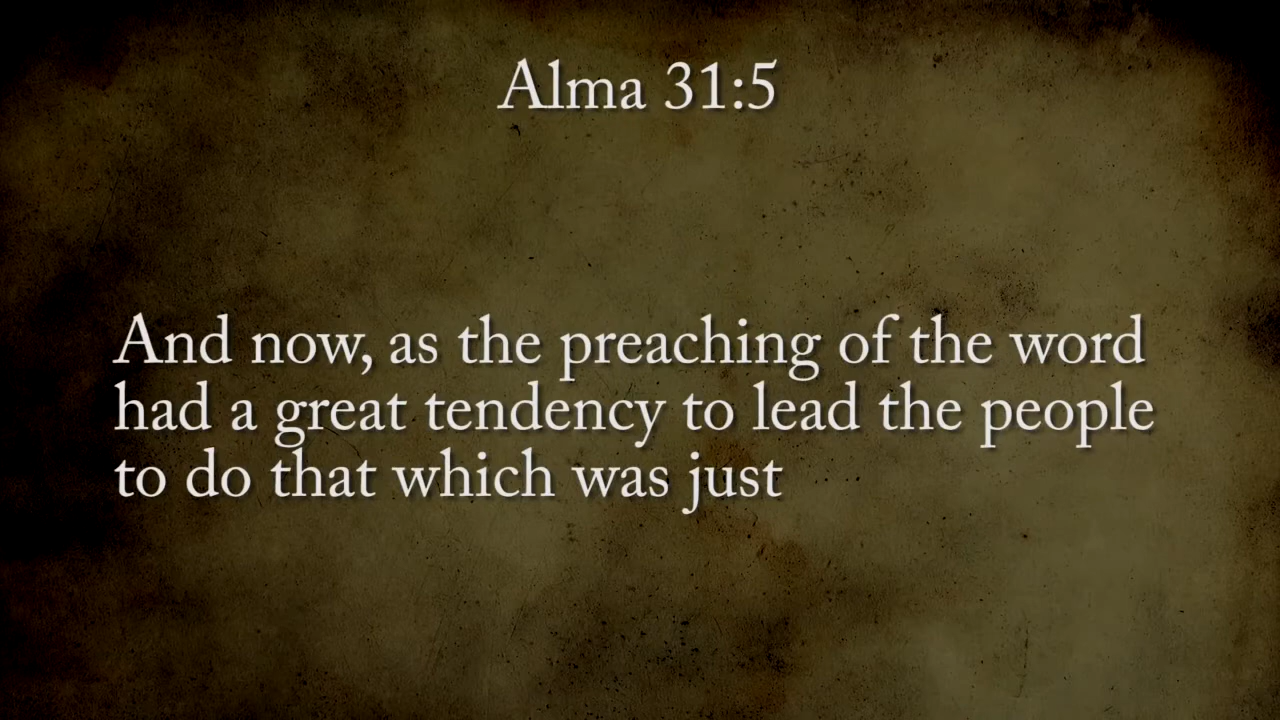 Alma 31:5
And now, as the preaching of the word
had a great tendency to lead the people
to do that which was just